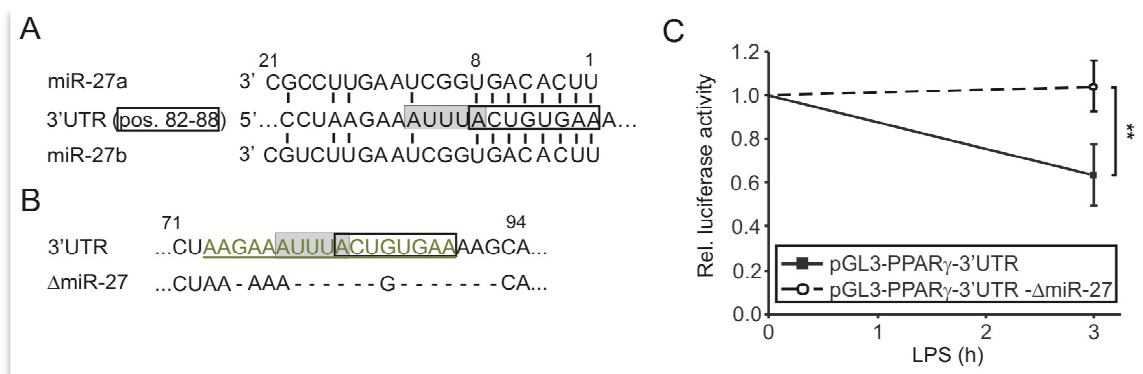 A
21 8 1
miR-27a 3’ CGCCUUGAAUCGGUGACACUU
3’UTR (pos. 82-88) 5’...CCUAAGAAAUUUACUGUGAAA...
miR-27b 3’ CGUCUUGAAUCGGUGACACUU
B
71 94
3’UTR ...CUAAGAAAUUUACUGUGAAAAGCA...
ΔmiR-27 ...CUAA-AAA------G--------CA...
C
Rel. luciferase activity
1.2
1.0
0.8
0.6
0.4
0.2
0.0
**
pGL3-PPARγ-3’UTR
pGL3-PPARγ-3’UTR -ΔmiR-27
0 1 2 3
LPS (h)